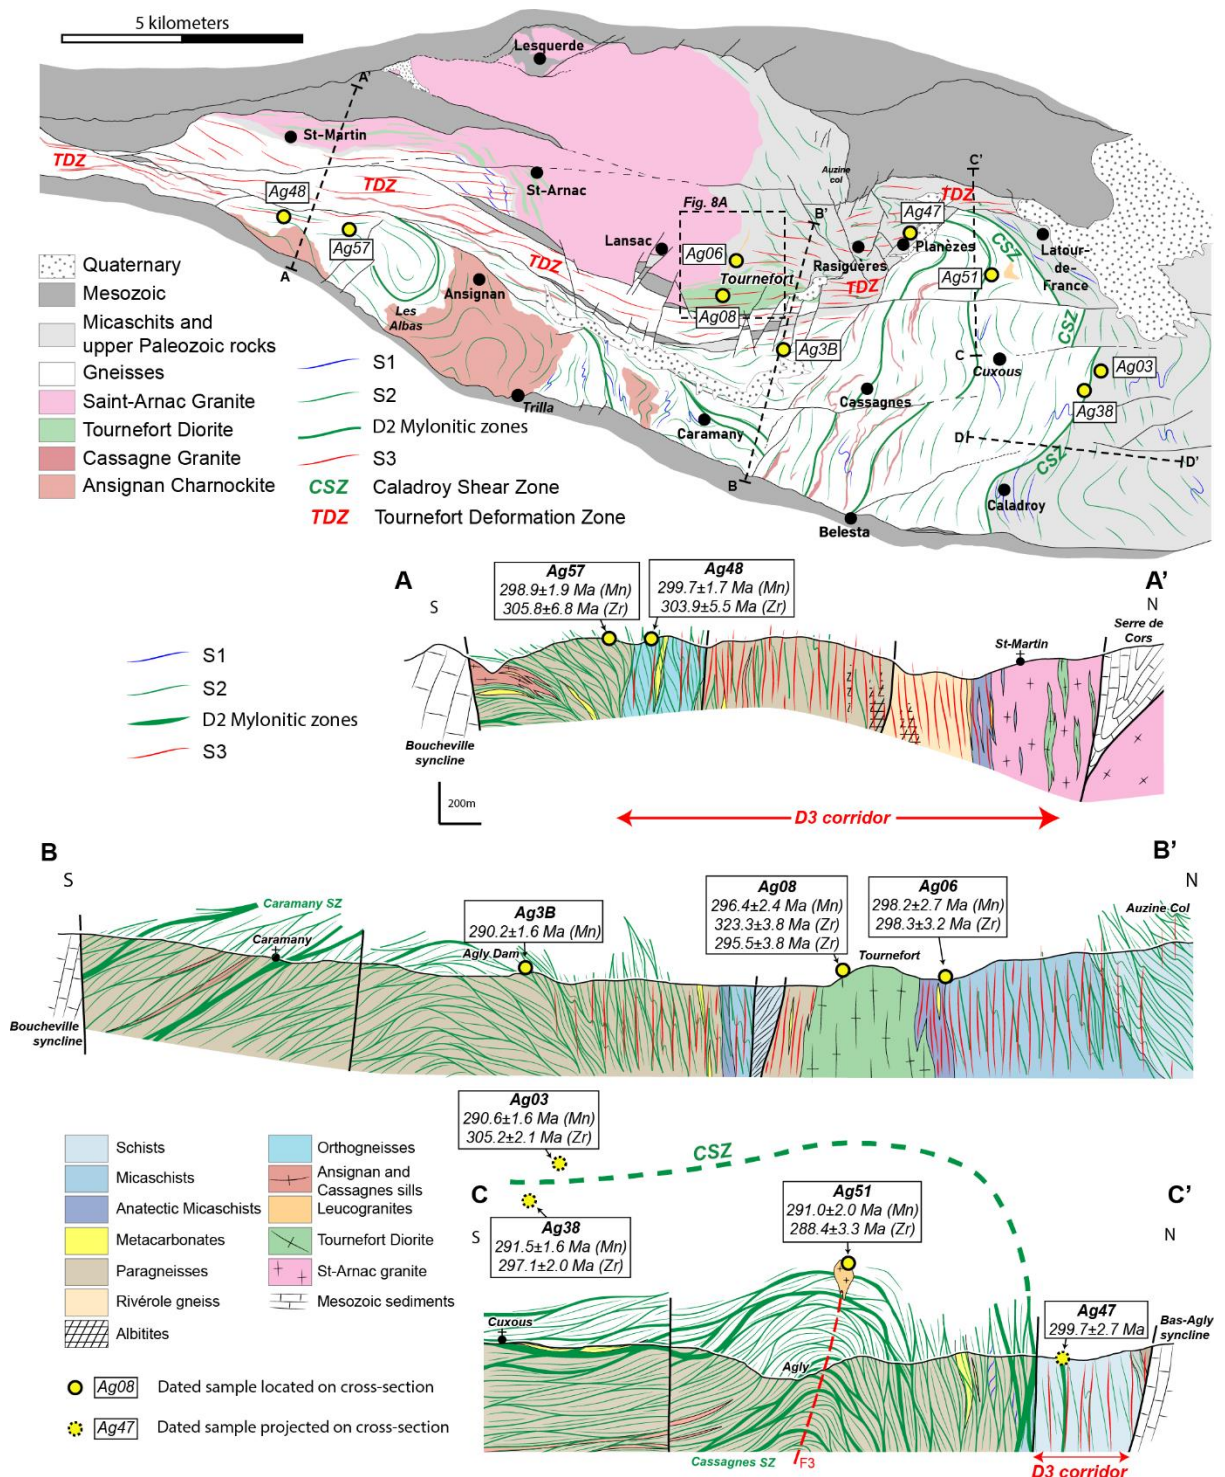 5 kilometers
Lesquerde
A'
St-Martin
TDZ
Ag48
TDZ
St-Arnac
Auzine
col
C'
TDZ
Fig. 8A
B'
Ag47
Ag57
Lansac
Ag06
CSZ
Planèzes
Latour-
de-
France
Rasiguères
TDZ
A
Tournefort
TDZ
Ag51
Ansignan
Les
Albas
Ag08
CSZ
Ag3B
C
Cuxous
Ag03
Trilla
Cassagnes
Ag38
Caramany
D
D'
CSZ
B
Caladroy
Belesta
Quaternary
Mesozoic
Micaschits and
upper Paleozoic rocks
Gneisses
Saint-Arnac Granite
Tournefort Diorite
Cassagne Granite
Ansignan Charnockite
S1
S2
D2 Mylonitic zones
S3
CSZ Caladroy Shear Zone
TDZ Tournefort Deformation Zone
A
A'
S
N
Ag57
298.9±1.9 Ma (Mn)
305.8±6.8 Ma (Zr)
Ag48
299.7±1.7 Ma (Mn)
303.9±5.5 Ma (Zr)
St-Martin
Serre de
Cors
Boucheville
syncline
S1
S2
D2 Mylonitic zones
S3
200m
D3 corridor
B
B'
S
N
Caramany SZ
Caramany
Ag3B
290.2±1.6 Ma (Mn)
Agly Dam
Ag08
296.4±2.4 Ma (Mn)
323.3±3.8 Ma (Zr)
295.5±3.8 Ma (Zr)
Tournefort
Ag06
298.2±2.7 Ma (Mn)
298.3±3.2 Ma (Zr)
Auzine Col
Boucheville
syncline
Ag03
290.6±1.6 Ma (Mn)
305.2±2.1 Ma (Zr)
CSZ
C
C'
S
N
Ag38
291.5±1.6 Ma (Mn)
297.1±2.0 Ma (Zr)
Ag51
291.0±2.0 Ma (Mn)
288.4±3.3 Ma (Zr)
Ag47
299.7±2.7 Ma
Bas-Agly
syncline
Cuxous
Agly
Cassagnes SZ
F3
D3 corridor
Schists
Micaschists
Anatectic Micaschists
Metacarbonates
Paragneisses
Rivérole gneiss
Albitites
Orthogneisses
Ansignan and
Cassagnes sills
Leucogranites
Tournefort Diorite
St-Arnac granite
Mesozoic sediments
Ag08 Dated sample located on cross-section
Ag47 Dated sample projected on cross-section